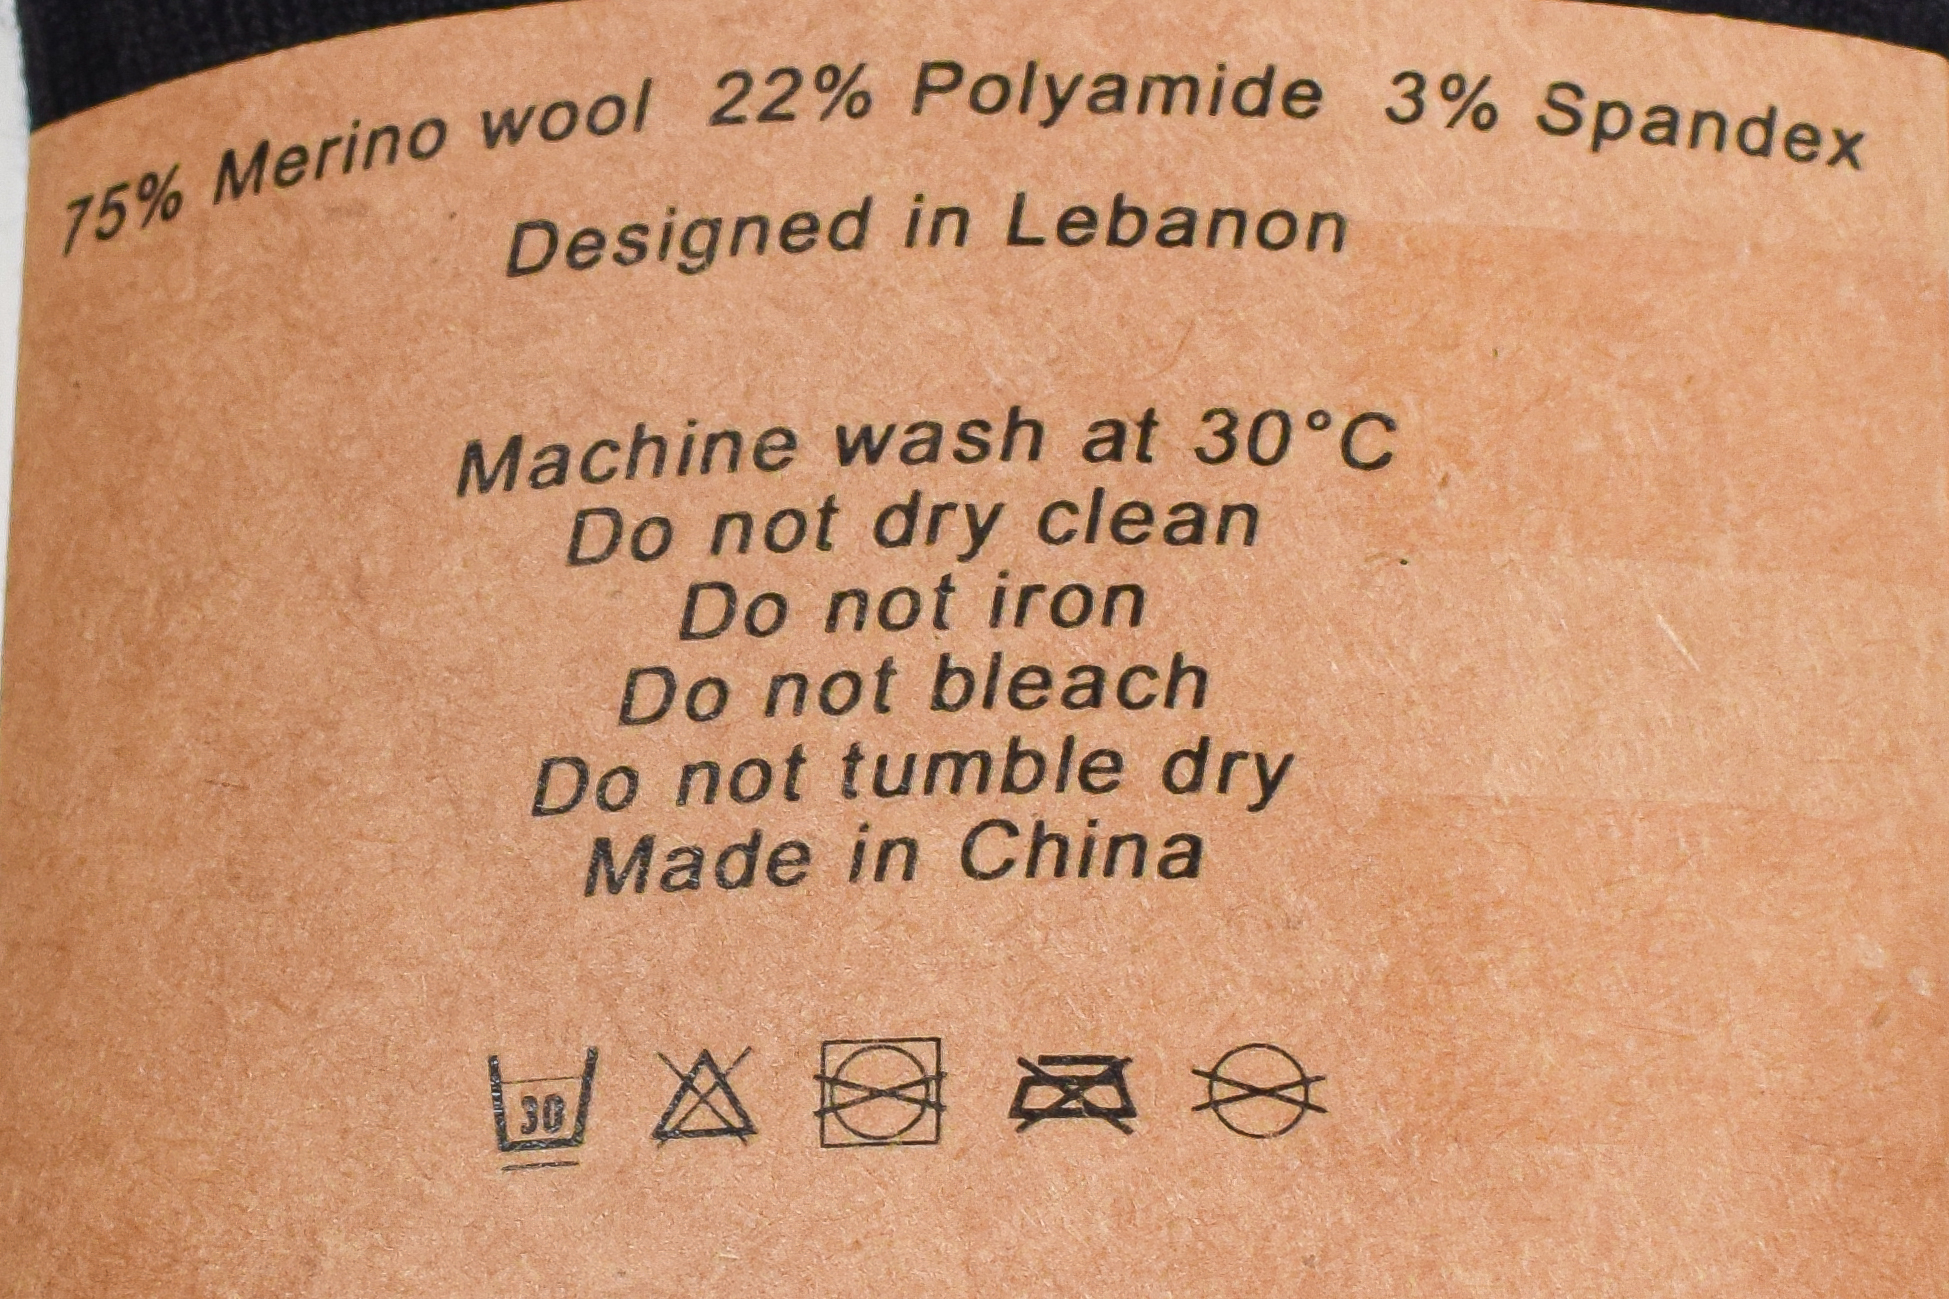 75% Merino wool 22% Polyamide 3% Spandex
Designed in Lebanon
Machine wash at 30°C
Do not dry clean
Do not iron
Do not bleach
Do not tumble dry
Made in China
30